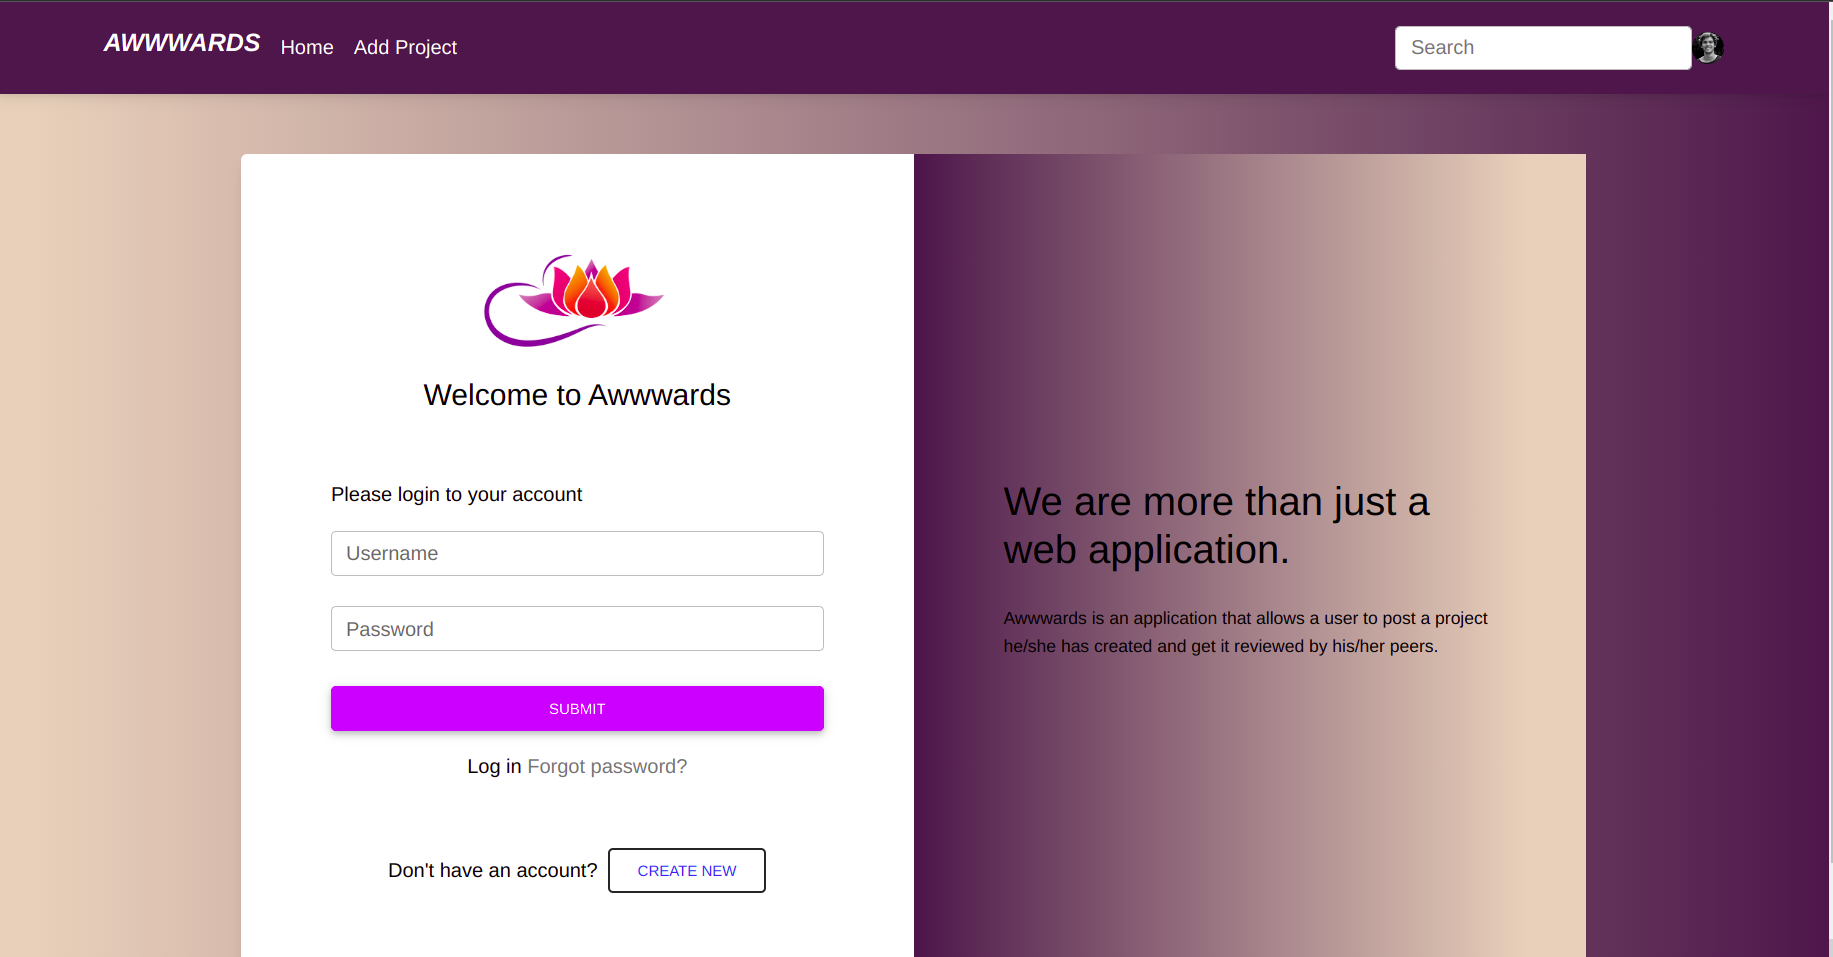 AWWWARDS Home Add Project Search
Welcome to Awwwards
Please login to your account
Username
Password
SUBMIT
Log in Forgot password?
Don't have an account? CREATE NEW
We are more than just a
web application.
Awwwards is an application that allows a user to post a project
he/she has created and get it reviewed by his/her peers.